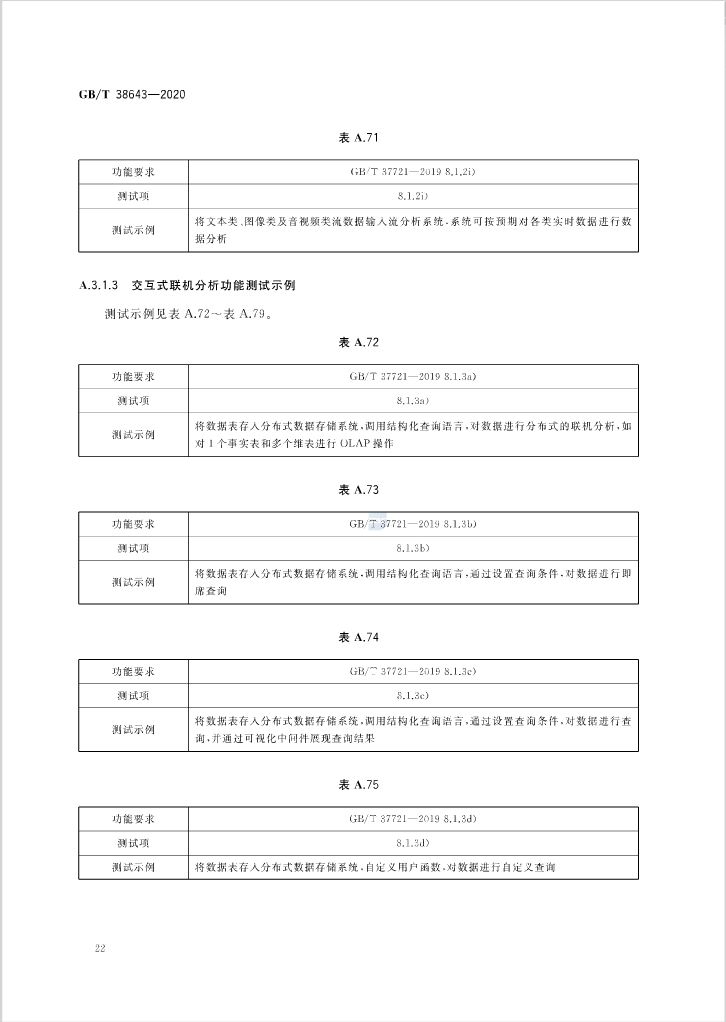 GB/T 38643—2020
表 A.71
功能要求 GB/T 37721—2019 8.1.2i)
测试项 8.1.2i)
测试示例 将文本类、图像类及音视频类流数据输入流分析系统,系统可按预期对各类实时数据进行数
据分析
A.3.1.3 交互式联机分析功能测试示例
测试示例见表 A.72～表 A.79。
表 A.72
功能要求 GB/T 37721—2019 8.1.3a)
测试项 8.1.3a)
测试示例 将数据表存入分布式数据存储系统,调用结构化查询语言,对数据进行分布式的联机分析,如
对 1 个事实表和多个维表进行 OLAP 操作
表 A.73
功能要求 GB/T 37721—2019 8.1.3b)
测试项 8.1.3b)
测试示例 将数据表存入分布式数据存储系统,调用结构化查询语言,通过设置查询条件,对数据进行即
席查询
表 A.74
功能要求 GB/T 37721—2019 8.1.3c)
测试项 8.1.3c)
测试示例 将数据表存入分布式数据存储系统,调用结构化查询语言,通过设置查询条件,对数据进行查
询,并通过可视化中间件展现查询结果
表 A.75
功能要求 GB/T 37721—2019 8.1.3d)
测试项 8.1.3d)
测试示例 将数据表存入分布式数据存储系统,自定义用户函数,对数据进行自定义查询
22